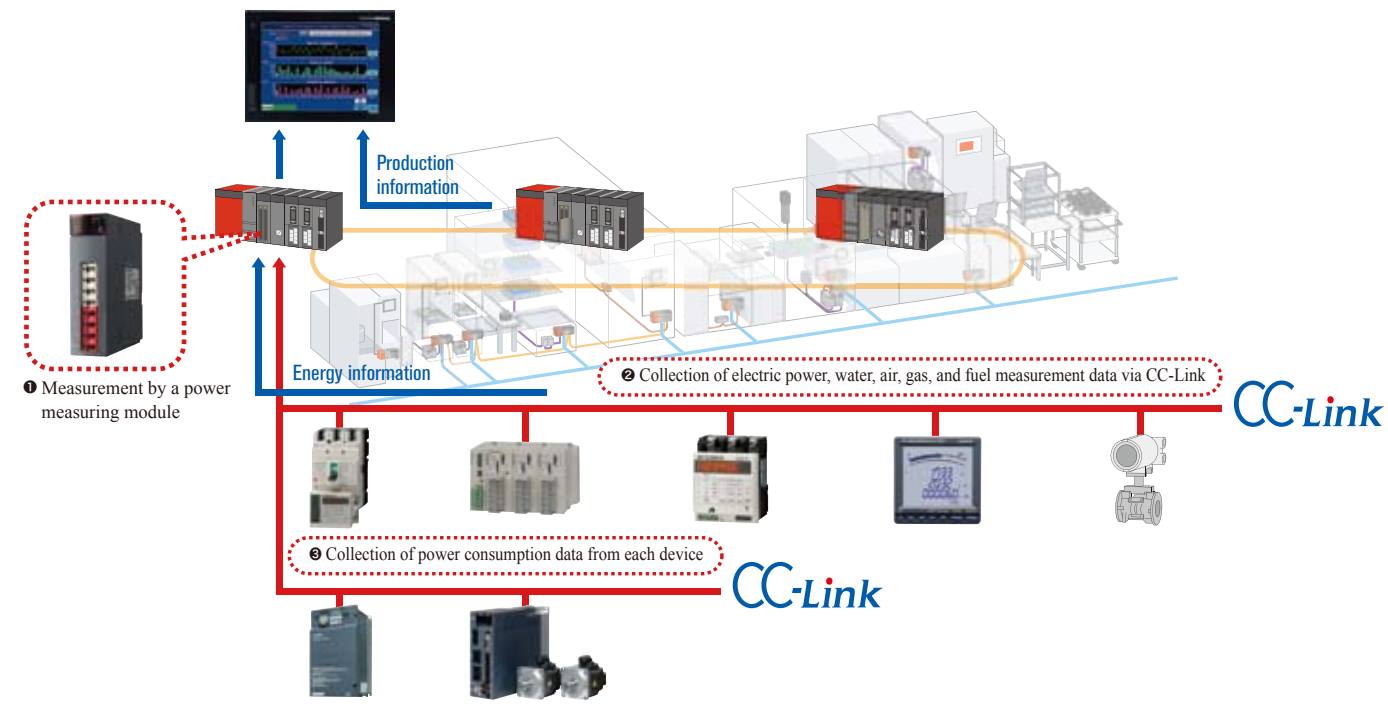 Production
information
Energy information
❶ Measurement by a power
measuring module
❷ Collection of electric power, water, air, gas, and fuel measurement data via CC-Link
CC-Link
❸ Collection of power consumption data from each device
CC-Link